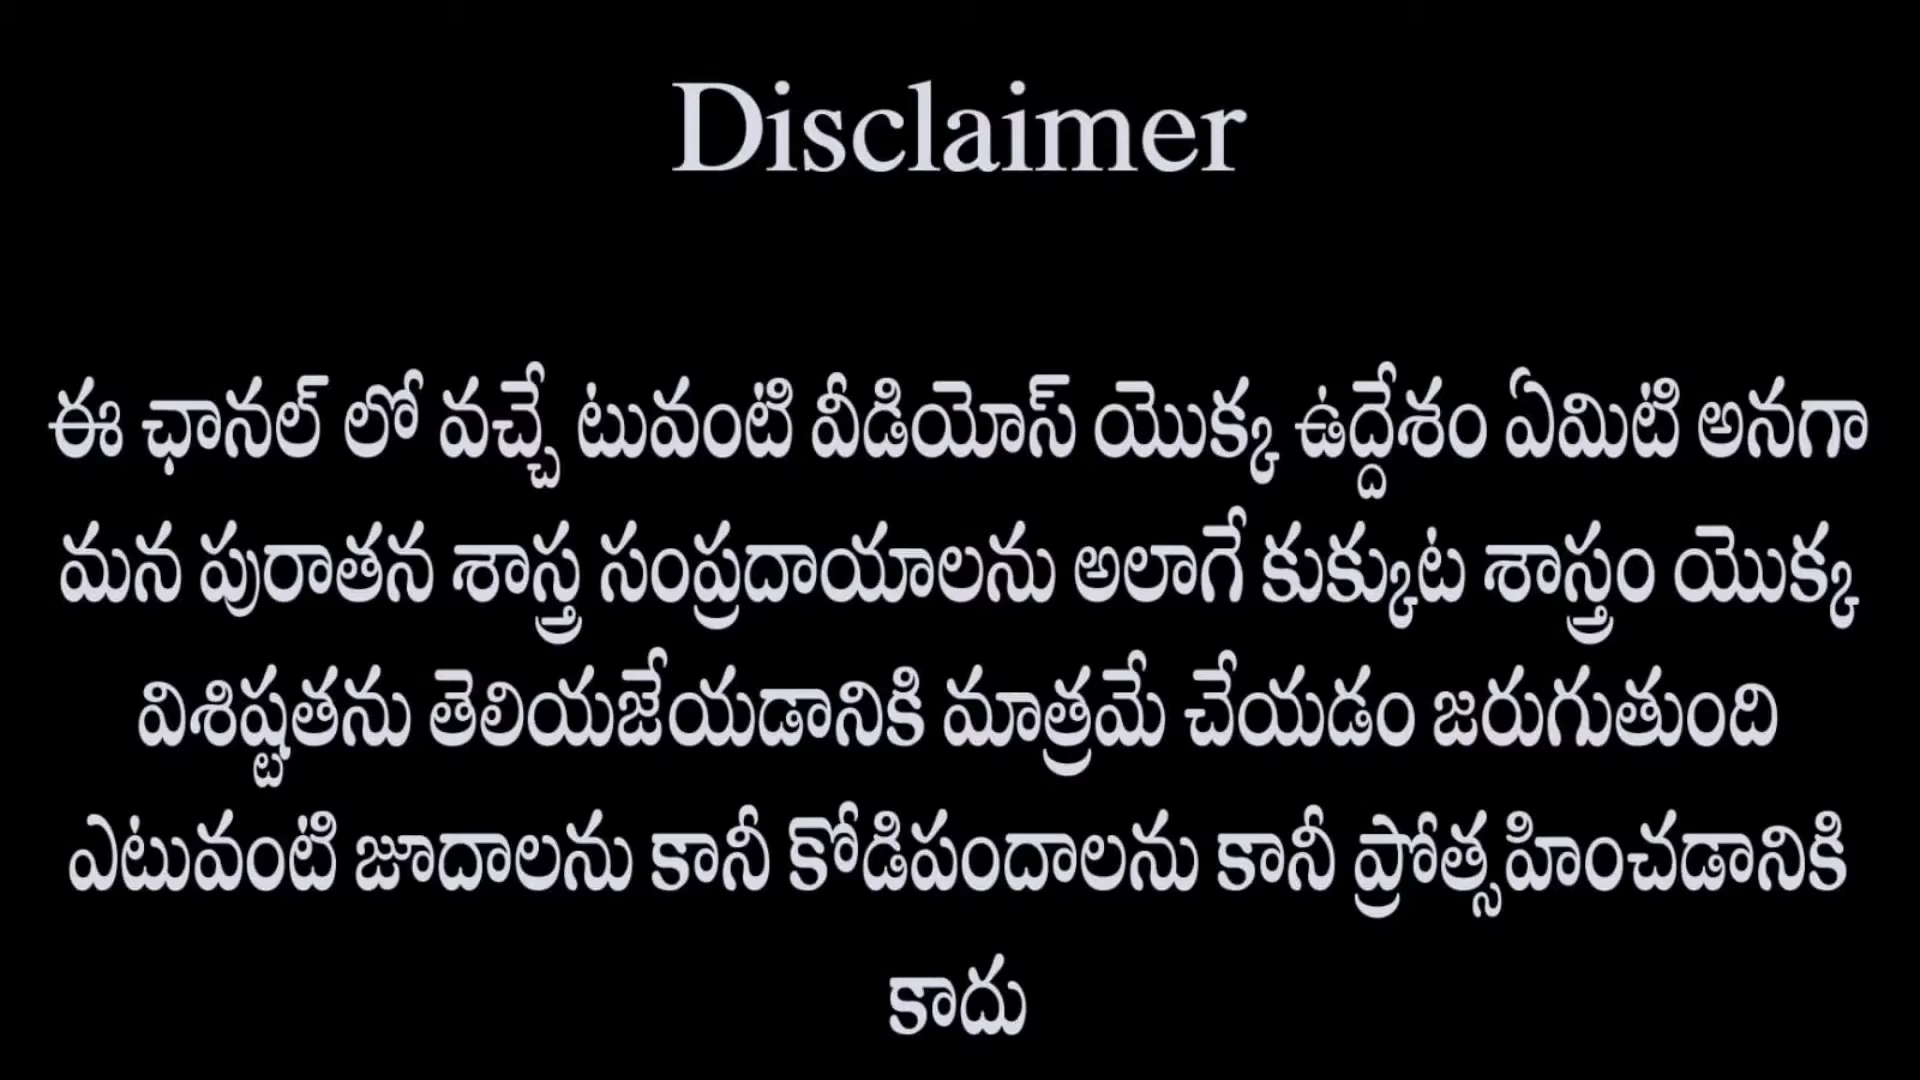 Disclaimer
ఈ ఛానల్ లో వచ్చే టువంటి వీడియోస్ యొక్క ఉద్దేశం ఏమిటి అనగా
మన పురాతన శాస్త్ర సంప్రదాయాలను అలాగే కుక్కుట శాస్త్రం యొక్క
విశిష్టతను తెలియజేయడానికి మాత్రమే చేయడం జరుగుతుంది
ఎటువంటి జూదాలను కానీ కోడిపందాలను కానీ ప్రోత్సహించడానికి
కాదు